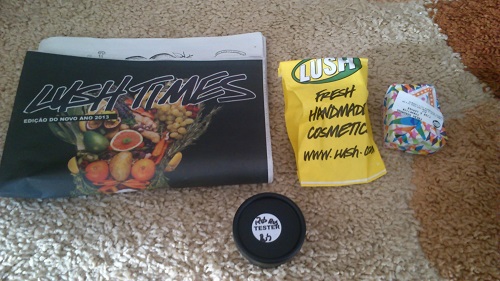 LUSH TIMES
EDIÇÃO DO NOVO ANO 2013
LUSH
FRESH
HANDMADE
COSMETIC
www.lush.co
TESTER